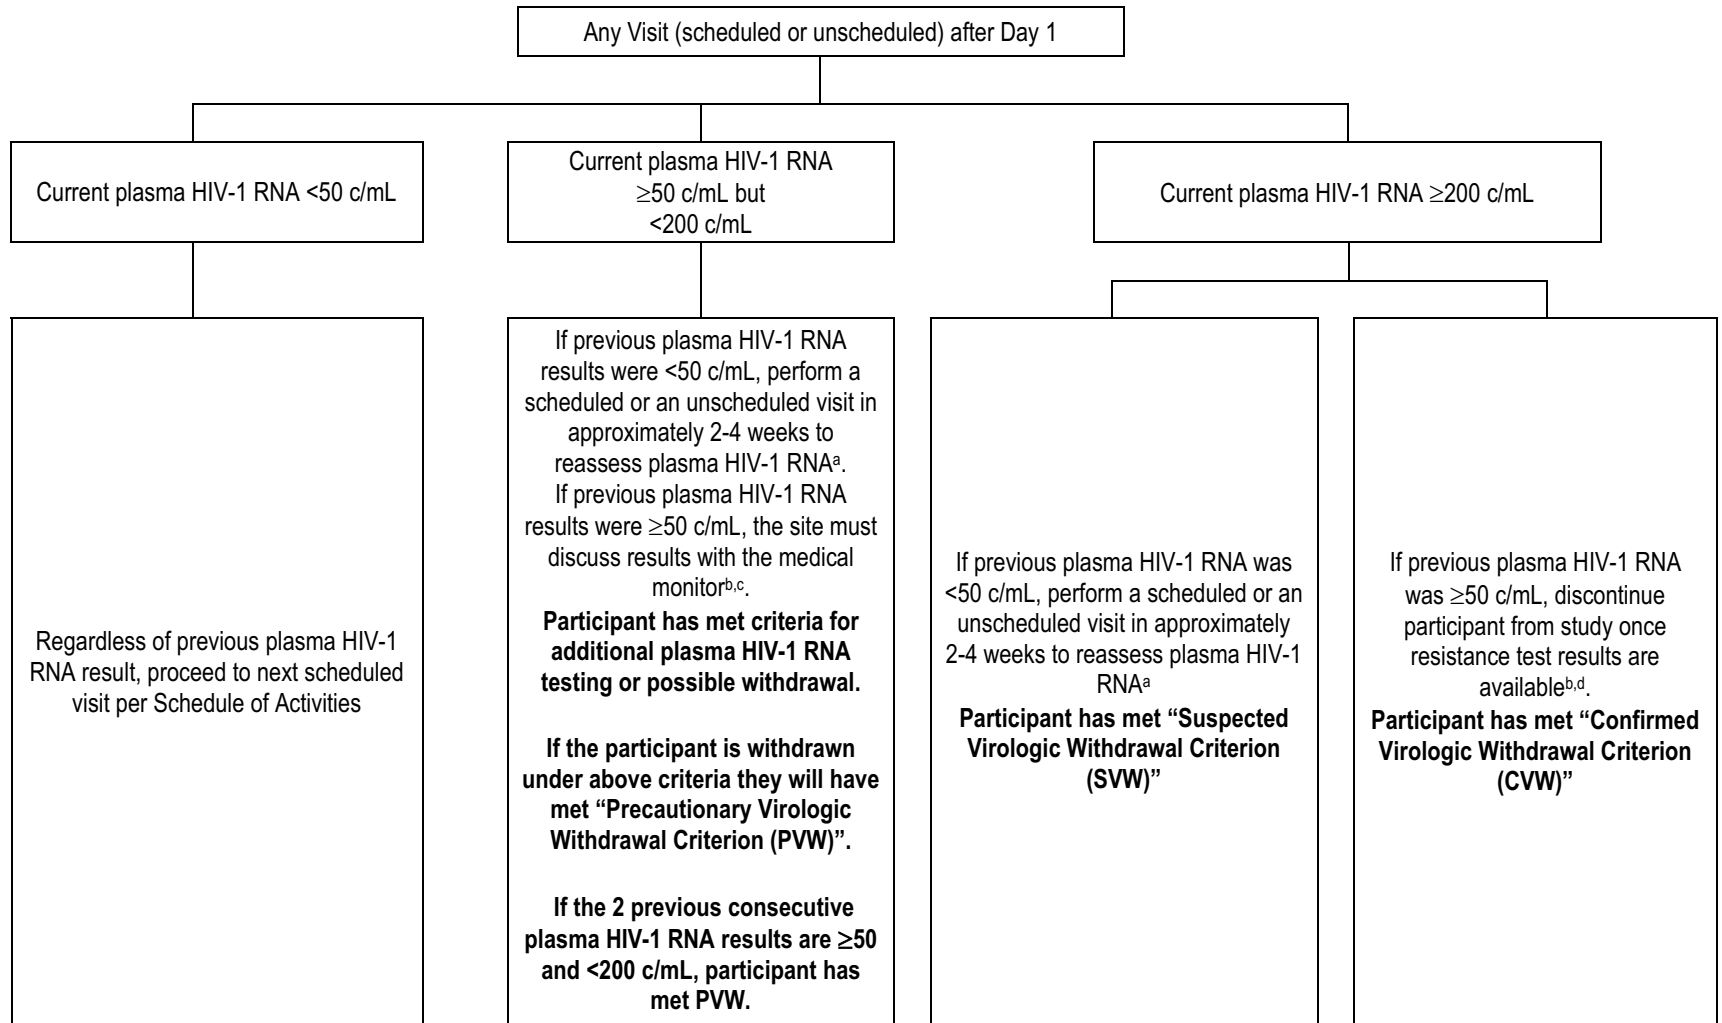 Any Visit (scheduled or unscheduled) after Day 1
Current plasma HIV-1 RNA <50 c/mL
Current plasma HIV-1 RNA
≥50 c/mL but
<200 c/mL
Current plasma HIV-1 RNA ≥200 c/mL
Regardless of previous plasma HIV-1
RNA result, proceed to next scheduled
visit per Schedule of Activities
If previous plasma HIV-1 RNA
results were <50 c/mL, perform a
scheduled or an unscheduled visit in
approximately 2-4 weeks to
reassess plasma HIV-1 RNAᵃ.
If previous plasma HIV-1 RNA
results were ≥50 c/mL, the site must
discuss results with the medical
monitorᵇ,ᶜ.
Participant has met criteria for
additional plasma HIV-1 RNA
testing or possible withdrawal.
If the participant is withdrawn
under above criteria they will have
met “Precautionary Virologic
Withdrawal Criterion (PVW)”.
If the 2 previous consecutive
plasma HIV-1 RNA results are ≥50
and <200 c/mL, participant has
met PVW.
If previous plasma HIV-1 RNA was
<50 c/mL, perform a scheduled or an
unscheduled visit in approximately
2-4 weeks to reassess plasma HIV-1
RNAᵃ
Participant has met “Suspected
Virologic Withdrawal Criterion
(SVW)”
If previous plasma HIV-1 RNA
was ≥50 c/mL, discontinue
participant from study once
resistance test results are
availableᵇ,ᵈ.
Participant has met “Confirmed
Virologic Withdrawal Criterion
(CVW)”